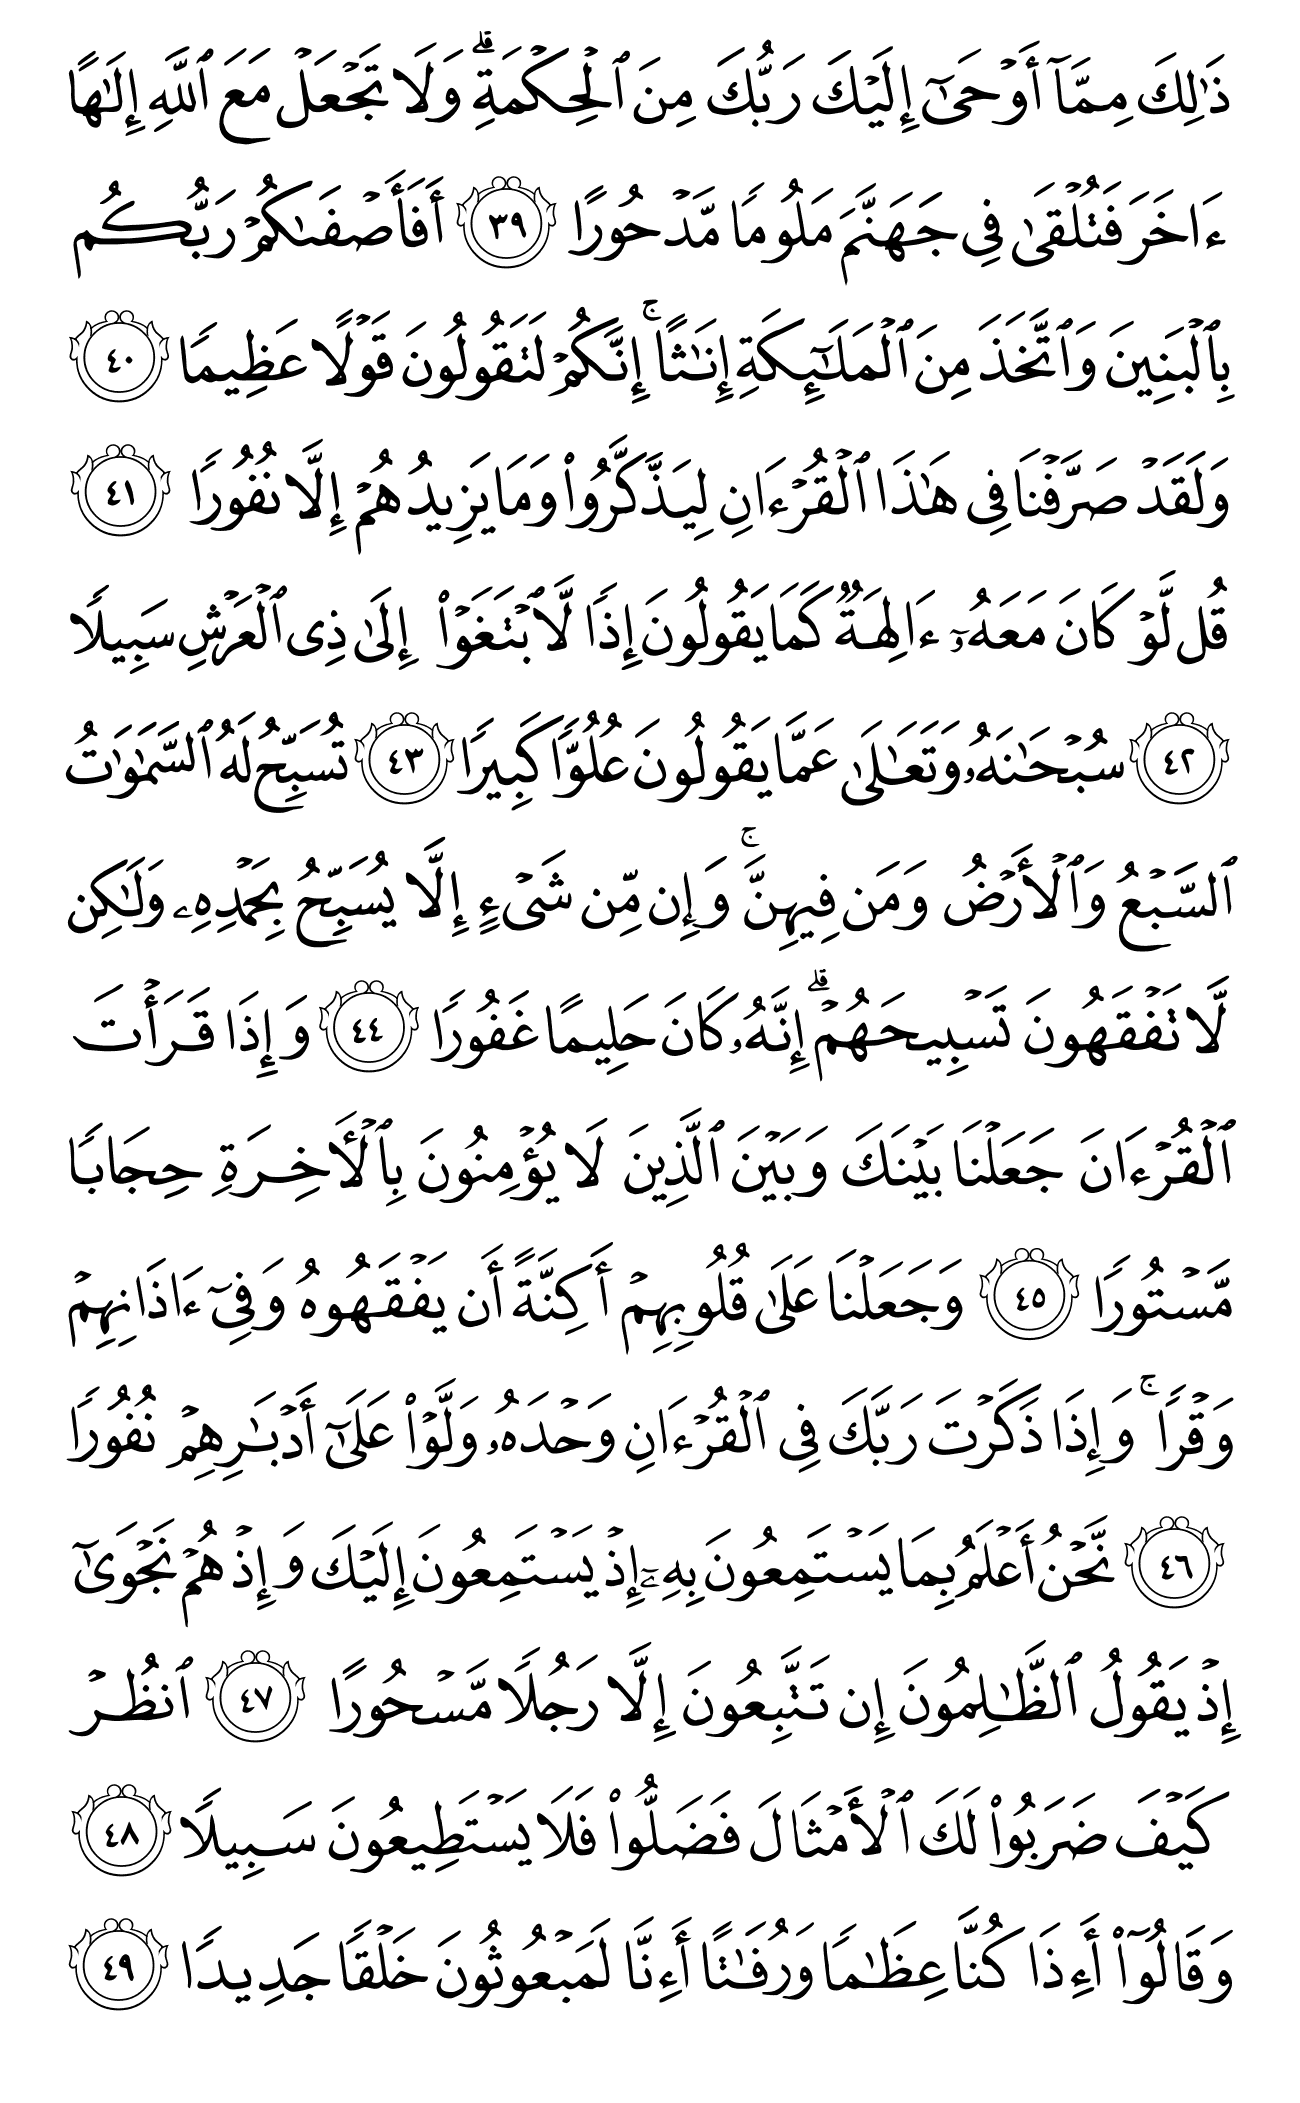 ذَٰلِكَ مِمَّآ أَوۡحَىٰٓ إِلَيۡكَ رَبُّكَ مِنَ ٱلۡحِكۡمَةِۗ وَلَا تَجۡعَلۡ مَعَ ٱللَّهِ إِلَٰهًا
ءَاخَرَ فَتُلۡقَىٰ فِي جَهَنَّمَ مَلُومٗا مَّدۡحُورًا ٣٩ أَفَأَصۡفَىٰكُمۡ رَبُّكُم
بِٱلۡبَنِينَ وَٱتَّخَذَ مِنَ ٱلۡمَلَٰٓئِكَةِ إِنَٰثًاۚ إِنَّكُمۡ لَتَقُولُونَ قَوۡلًا عَظِيمٗا ٤٠
وَلَقَدۡ صَرَّفۡنَا فِي هَٰذَا ٱلۡقُرۡءَانِ لِيَذَّكَّرُواْ وَمَا يَزِيدُهُمۡ إِلَّا نُفُورٗا ٤١
قُل لَّوۡ كَانَ مَعَهُۥٓ ءَالِهَةٞ كَمَا يَقُولُونَ إِذٗا لَّٱبۡتَغَوۡاْ إِلَىٰ ذِي ٱلۡعَرۡشِ سَبِيلٗا
٤٢ سُبۡحَٰنَهُۥ وَتَعَٰلَىٰ عَمَّا يَقُولُونَ عُلُوّٗا كَبِيرٗا ٤٣ تُسَبِّحُ لَهُ ٱلسَّمَٰوَٰتُ
ٱلسَّبۡعُ وَٱلۡأَرۡضُ وَمَن فِيهِنَّۚ وَإِن مِّن شَيۡءٍ إِلَّا يُسَبِّحُ بِحَمۡدِهِۦ وَلَٰكِن
لَّا تَفۡقَهُونَ تَسۡبِيحَهُمۡۗ إِنَّهُۥ كَانَ حَلِيمًا غَفُورٗا ٤٤ وَإِذَا قَرَأۡتَ
ٱلۡقُرۡءَانَ جَعَلۡنَا بَيۡنَكَ وَبَيۡنَ ٱلَّذِينَ لَا يُؤۡمِنُونَ بِٱلۡأٓخِرَةِ حِجَابٗا
مَّسۡتُورٗا ٤٥ وَجَعَلۡنَا عَلَىٰ قُلُوبِهِمۡ أَكِنَّةً أَن يَفۡقَهُوهُ وَفِيٓ ءَاذَانِهِمۡ
وَقۡرٗاۚ وَإِذَا ذَكَرۡتَ رَبَّكَ فِي ٱلۡقُرۡءَانِ وَحۡدَهُۥ وَلَّوۡاْ عَلَىٰٓ أَدۡبَٰرِهِمۡ نُفُورٗا
٤٦ نَّحۡنُ أَعۡلَمُ بِمَا يَسۡتَمِعُونَ بِهِۦٓ إِذۡ يَسۡتَمِعُونَ إِلَيۡكَ وَإِذۡ هُمۡ نَجۡوَىٰٓ
إِذۡ يَقُولُ ٱلظَّٰلِمُونَ إِن تَتَّبِعُونَ إِلَّا رَجُلٗا مَّسۡحُورًا ٤٧ ٱنظُرۡ
كَيۡفَ ضَرَبُواْ لَكَ ٱلۡأَمۡثَالَ فَضَلُّواْ فَلَا يَسۡتَطِيعُونَ سَبِيلٗا ٤٨
وَقَالُوٓاْ أَءِذَا كُنَّا عِظَٰمٗا وَرُفَٰتًا أَءِنَّا لَمَبۡعُوثُونَ خَلۡقٗا جَدِيدٗا ٤٩